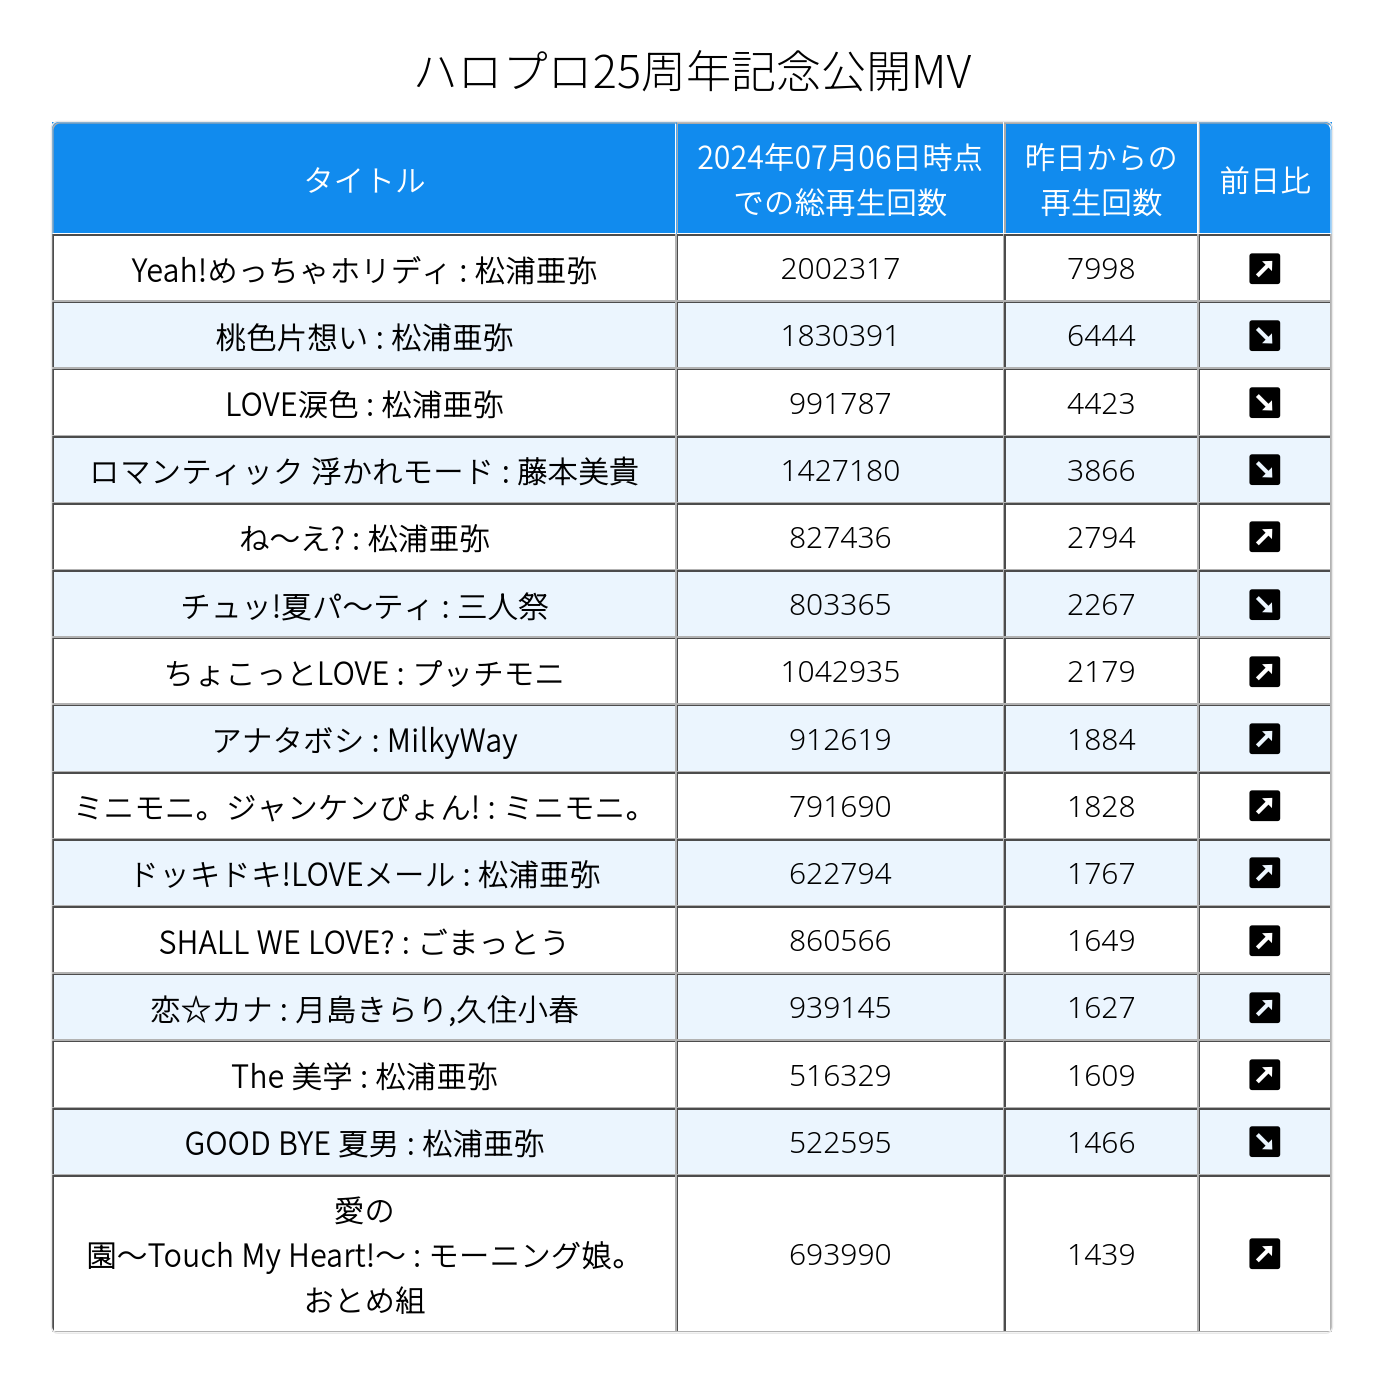 ハロプロ25周年記念公開MV
タイトル
2024年07月06日時点
での総再生回数
昨日からの
再生回数
前日比
Yeah!めっちゃホリディ : 松浦亜弥 2002317 7998
桃色片想い : 松浦亜弥 1830391 6444
LOVE涙色 : 松浦亜弥 991787 4423
ロマンティック 浮かれモード : 藤本美貴 1427180 3866
ね〜え? : 松浦亜弥 827436 2794
チュッ!夏パ〜ティ : 三人祭 803365 2267
ちょこっとLOVE : プッチモニ 1042935 2179
アナタボシ : MilkyWay 912619 1884
ミニモニ。ジャンケンぴょん! : ミニモニ。 791690 1828
ドッキドキ!LOVEメール : 松浦亜弥 622794 1767
SHALL WE LOVE? : ごまっとう 860566 1649
恋☆カナ : 月島きらり,久住小春 939145 1627
The 美学 : 松浦亜弥 516329 1609
GOOD BYE 夏男 : 松浦亜弥 522595 1466
愛の
園〜Touch My Heart!〜 : モーニング娘。
おとめ組
693990 1439